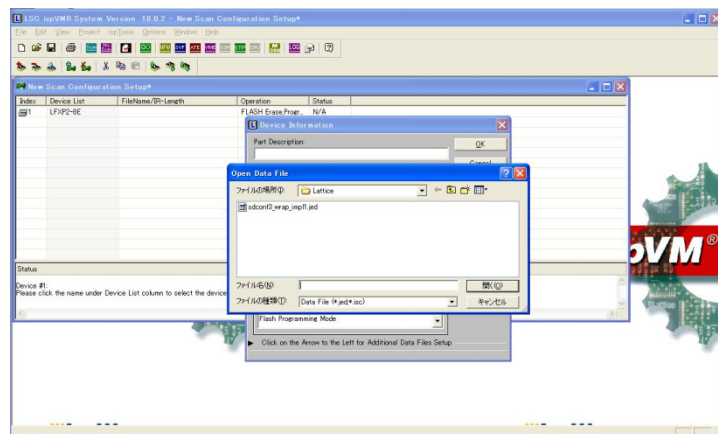 LSC ispVMR System Version 18.0.2 - New Scan Configuration Setup*
File Edit View Project ispTools Options Window Help
New Scan Configuration Setup*
Index Device List FileName/IR-Length Operation Status
1 LFXP2-8E FLASH Erase,Progr.. N/A
Device Information
Part Description:
OK
Cancel
Open Data File
ファイルの場所(I): Lattice
sdconf3_wrap_impl1.jed
ファイル名(N): 開く(O)
ファイルの種類(T): Data File (*.jed*.isc) キャンセル
Flash Programming Mode
Click on the Arrow to the Left for Additional Data Files Setup
Status
Device #1:
Please click the name under Device List column to select the device
pVM®